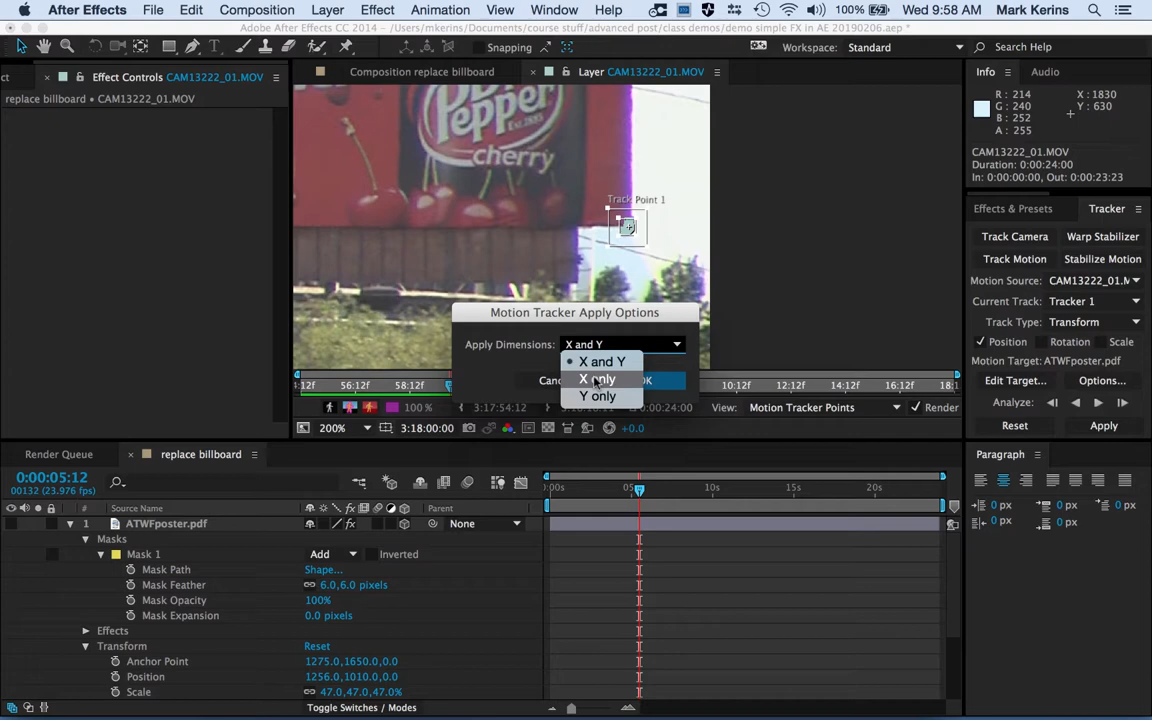 After Effects File Edit Composition Layer Effect Animation View Window Help 100% Wed 9:58 AM Mark Kerins
Adobe After Effects CC 2014 - /Users/mkerins/Documents/course stuff/advanced post/class demos/demo simple FX in AE 20190206.aep *
Snapping Workspace: Standard Search Help
ct × Effect Controls CAM13222_01.MOV Composition replace billboard × Layer CAM13222_01.MOV Info × Audio
replace billboard • CAM13222_01.MOV
R : 214 X : 1830
G : 240 Y : 630
B : 252
A : 255
CAM13222_01.MOV
Duration: 0:00:24:00
In: 0:00:00:00, Out: 0:00:23:23
Dr Pepper
EST. 1885
cherry
Track Point 1
Effects & Presets Tracker ×
Track Camera Warp Stabilizer
Track Motion Stabilize Motion
Motion Source: CAM13222_01.M
Current Track: Tracker 1
Track Type: Transform
Position Rotation Scale
Motion Target: ATWFposter.pdf
Edit Target... Options...
Analyze:
Reset Apply
Motion Tracker Apply Options
Apply Dimensions: X and Y
X and Y
X only
Y only
Canc OK
4:12f 56:12f 58:12f 10:12f 12:12f 14:12f 16:12f
100 % 3:17:54:12 0:00:24:00 View: Motion Tracker Points Render
200% 3:18:00:00 +0.0
Render Queue × replace billboard Paragraph ×
0:00:05:12
00132 (23.976 fps)
:00s 05 10s 15s 20s
# Source Name Parent
1 ATWFposter.pdf None
Masks
Mask 1 Add Inverted
Mask Path Shape...
Mask Feather 6.0,6.0 pixels
Mask Opacity 100%
Mask Expansion 0.0 pixels
Effects
Transform Reset
Anchor Point 1275.0,1650.0,0.0
Position 1256.0,1010.0,0.0
Scale 47.0,47.0,47.0%
0 px 0 px 0 px
0 px 0 px
Toggle Switches / Modes